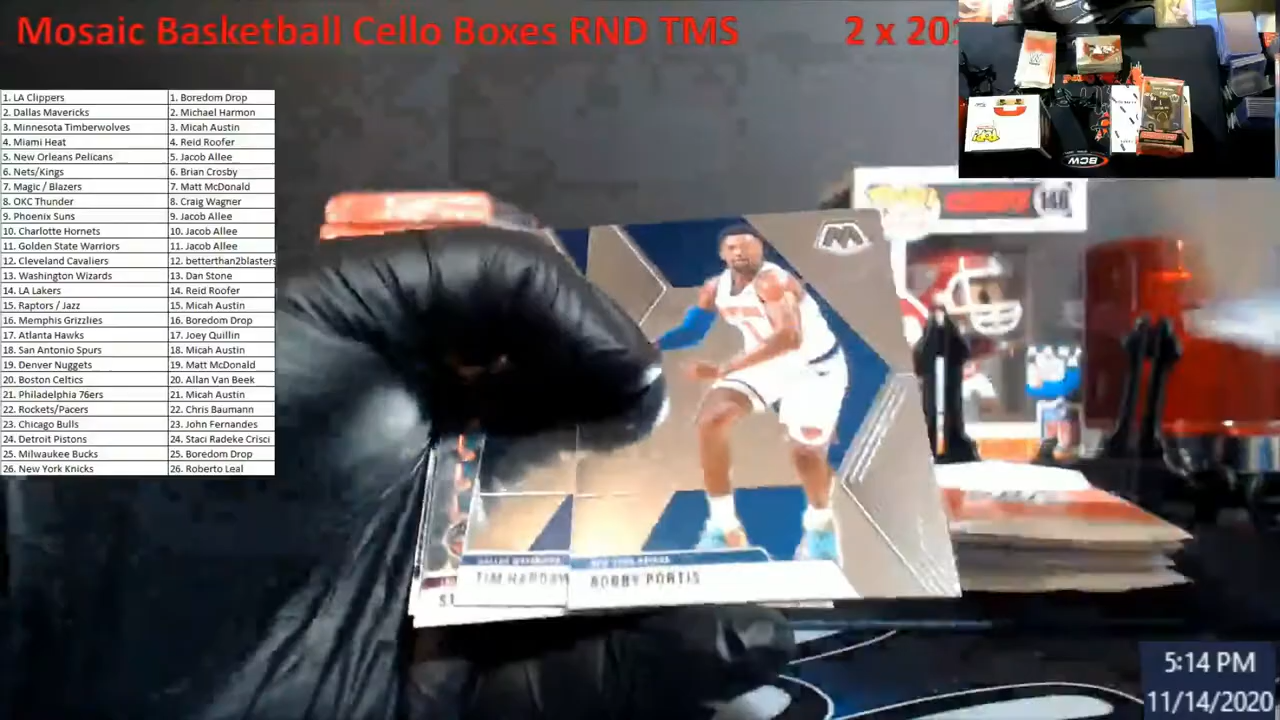 Mosaic Basketball Cello Boxes RND TMS
2 x 20
1. LA Clippers 1. Boredom Drop
2. Dallas Mavericks 2. Michael Harmon
3. Minnesota Timberwolves 3. Micah Austin
4. Miami Heat 4. Reid Roofer
5. New Orleans Pelicans 5. Jacob Allee
6. Nets/Kings 6. Brian Crosby
7. Magic / Blazers 7. Matt McDonald
8. OKC Thunder 8. Craig Wagner
9. Phoenix Suns 9. Jacob Allee
10. Charlotte Hornets 10. Jacob Allee
11. Golden State Warriors 11. Jacob Allee
12. Cleveland Cavaliers 12. betterthan2blasters
13. Washington Wizards 13. Dan Stone
14. LA Lakers 14. Reid Roofer
15. Raptors / Jazz 15. Micah Austin
16. Memphis Grizzlies 16. Boredom Drop
17. Atlanta Hawks 17. Joey Quillin
18. San Antonio Spurs 18. Micah Austin
19. Denver Nuggets 19. Matt McDonald
20. Boston Celtics 20. Allan Van Beek
21. Philadelphia 76ers 21. Micah Austin
22. Rockets/Pacers 22. Chris Baumann
23. Chicago Bulls 23. John Fernandes
24. Detroit Pistons 24. Staci Radeke Crisci
25. Milwaukee Bucks 25. Boredom Drop
26. New York Knicks 26. Roberto Leal
BCW
M
DALLAS MAVERICKS
NEW YORK KNICKS
TIM HARDAW
BOBBY PORTIS
5:14 PM
11/14/2020